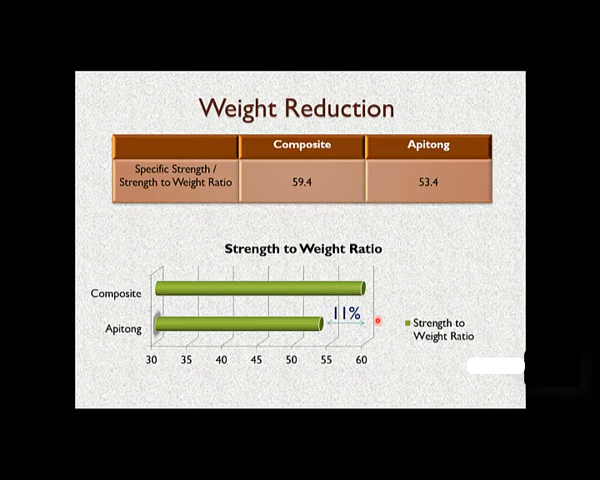 Weight Reduction
Composite Apitong
Specific Strength /
Strength to Weight Ratio 59.4 53.4
Strength to Weight Ratio
Composite
Apitong
11%
Strength to
Weight Ratio
30 35 40 45 50 55 60